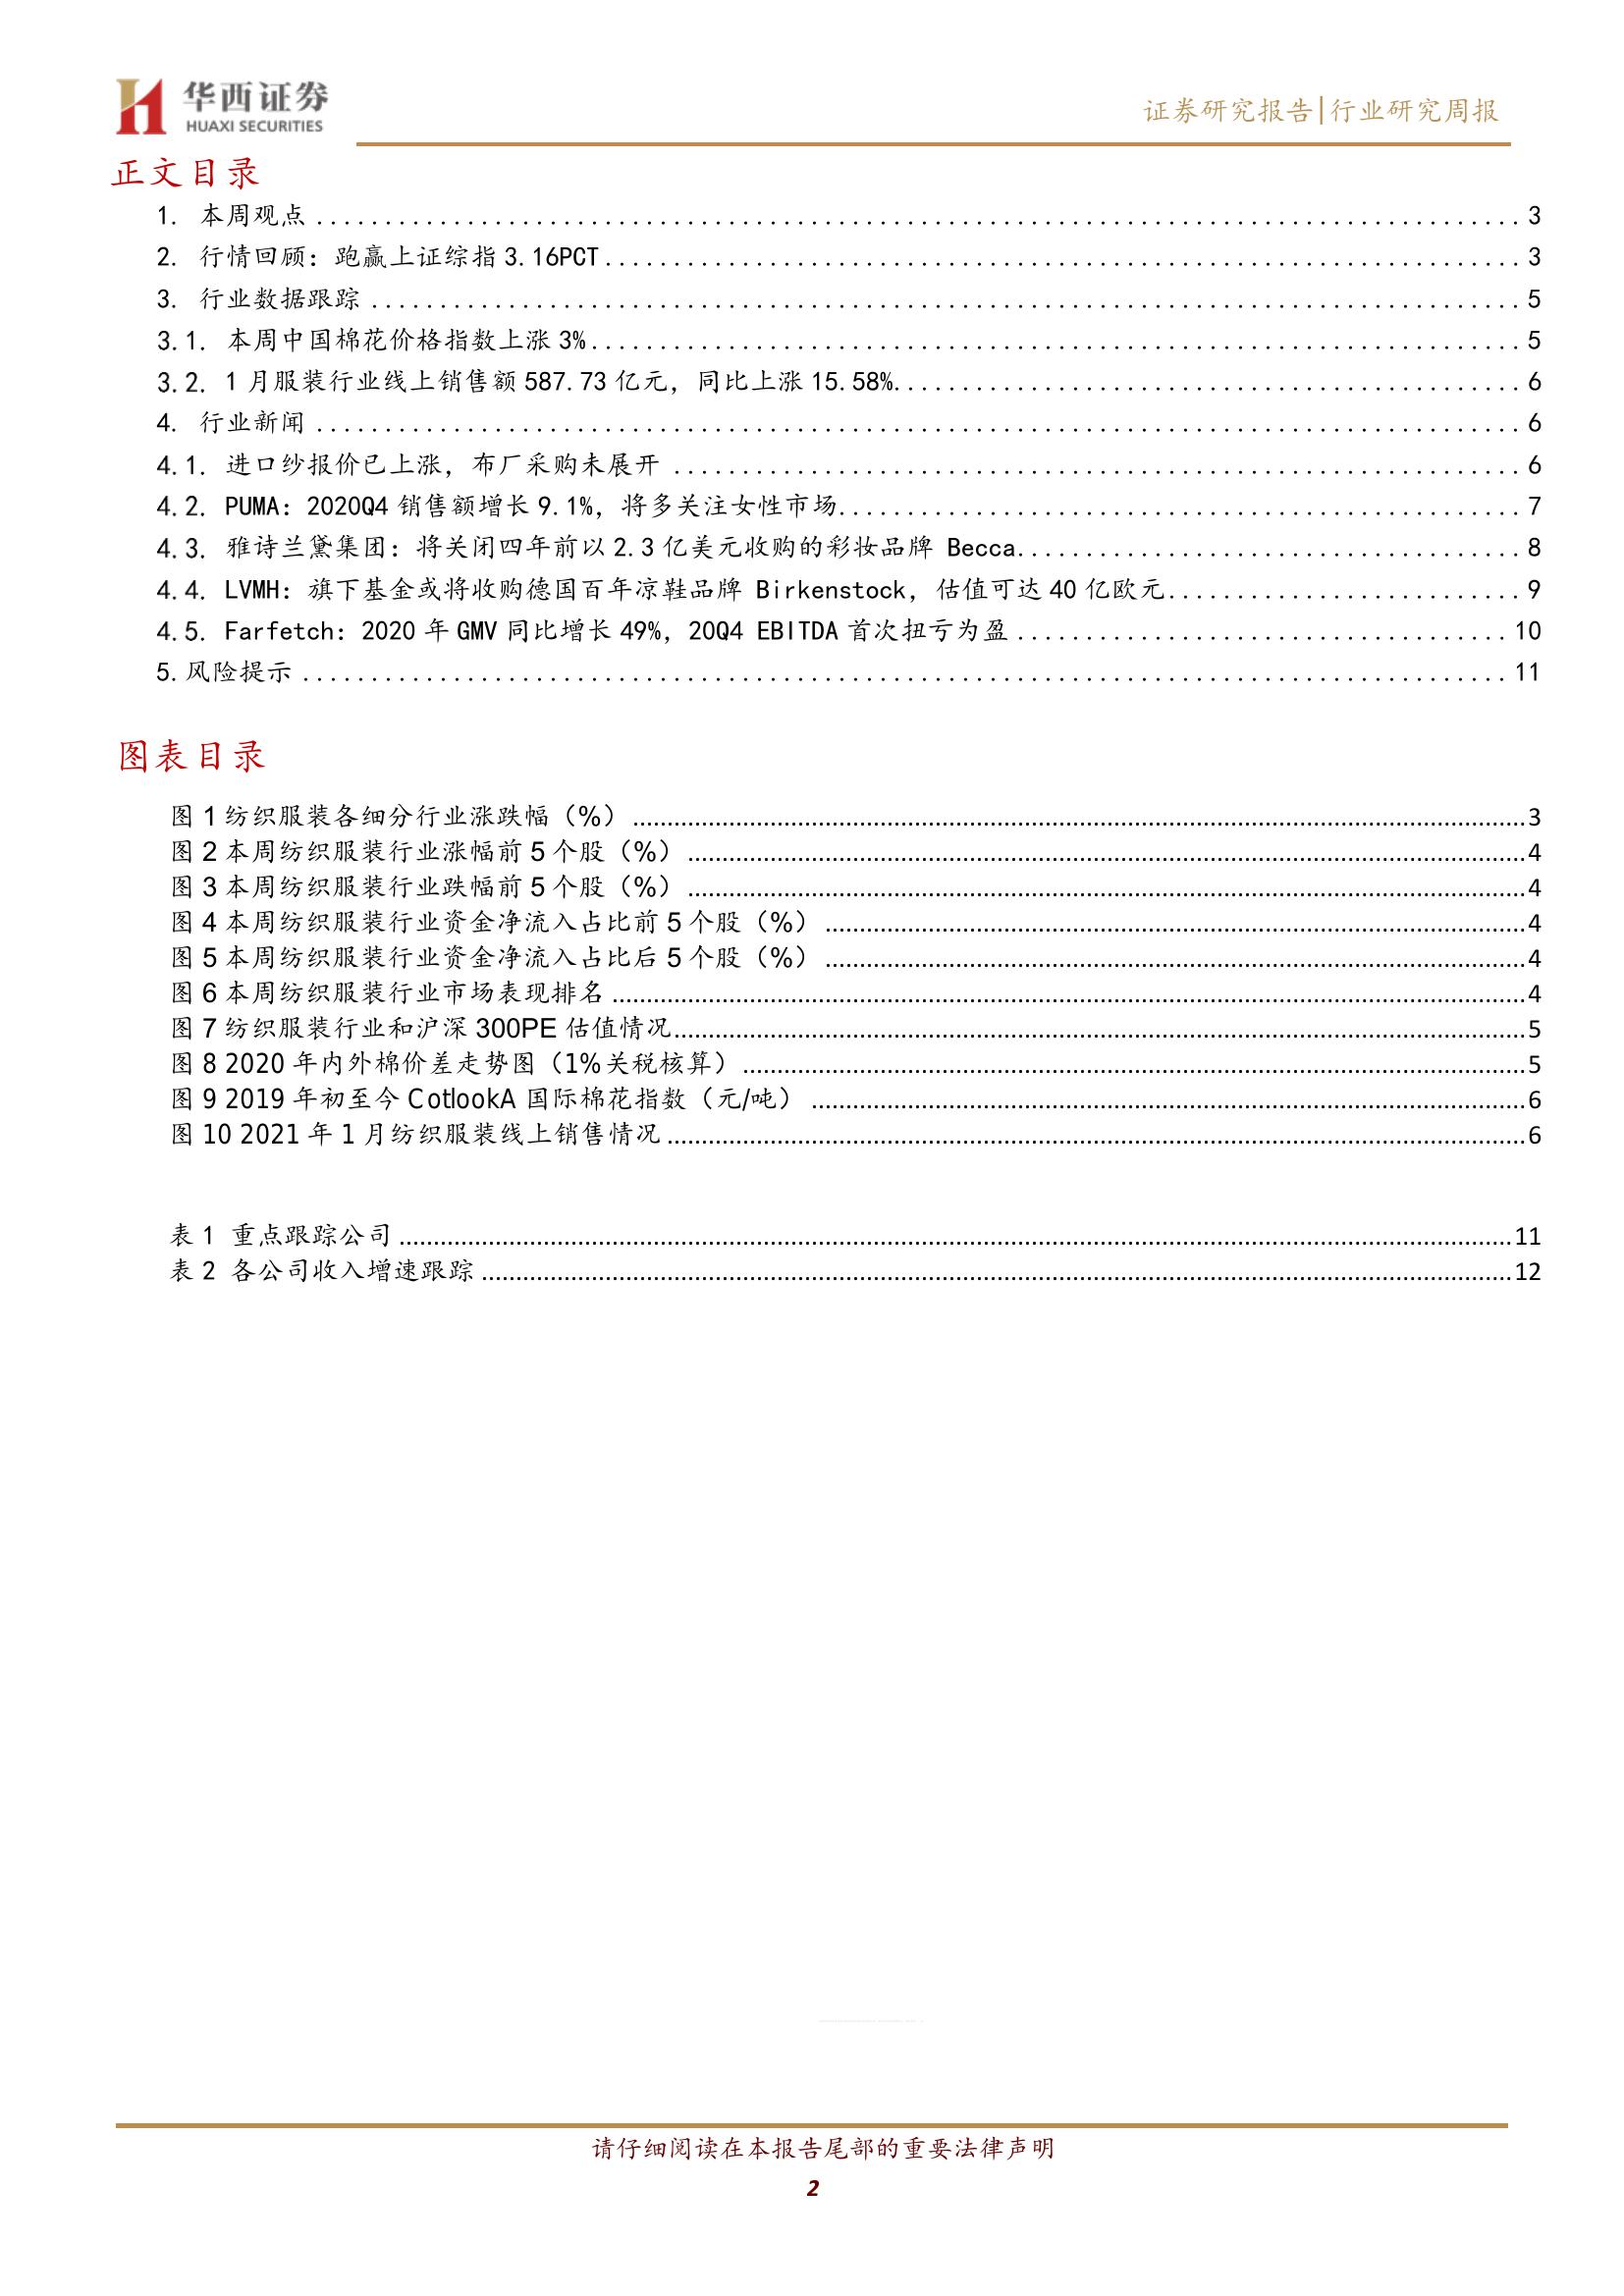 华西证券
HUAXI SECURITIES
证券研究报告|行业研究周报
正文目录
1. 本周观点 ........................................................................................ 3
2. 行情回顾：跑赢上证综指 3.16PCT ................................................................... 3
3. 行业数据跟踪 .................................................................................... 5
3.1. 本周中国棉花价格指数上涨 3% .................................................................... 5
3.2. 1 月服装行业线上销售额 587.73 亿元，同比上涨 15.58% .............................................. 6
4. 行业新闻 ........................................................................................ 6
4.1. 进口纱报价已上涨，布厂采购未展开 .............................................................. 6
4.2. PUMA：2020Q4 销售额增长 9.1%，将多关注女性市场 .................................................. 7
4.3. 雅诗兰黛集团：将关闭四年前以 2.3 亿美元收购的彩妆品牌 Becca ..................................... 8
4.4. LVMH：旗下基金或将收购德国百年凉鞋品牌 Birkenstock，估值可达 40 亿欧元 .......................... 9
4.5. Farfetch：2020 年 GMV 同比增长 49%，20Q4 EBITDA 首次扭亏为盈 .................................... 10
5.风险提示 ........................................................................................ 11
图表目录
图 1 纺织服装各细分行业涨跌幅（%） ................................................................ 3
图 2 本周纺织服装行业涨幅前 5 个股（%） ............................................................ 4
图 3 本周纺织服装行业跌幅前 5 个股（%） ............................................................ 4
图 4 本周纺织服装行业资金净流入占比前 5 个股（%） .................................................. 4
图 5 本周纺织服装行业资金净流入占比后 5 个股（%） .................................................. 4
图 6 本周纺织服装行业市场表现排名 ................................................................. 4
图 7 纺织服装行业和沪深 300PE 估值情况 ............................................................. 5
图 8 2020 年内外棉价差走势图（1%关税核算） ......................................................... 5
图 9 2019 年初至今 CotlookA 国际棉花指数（元/吨） ................................................... 6
图 10 2021 年 1 月纺织服装线上销售情况 ............................................................. 6
表 1 重点跟踪公司 ................................................................................ 11
表 2 各公司收入增速跟踪 .......................................................................... 12
请仔细阅读在本报告尾部的重要法律声明
2